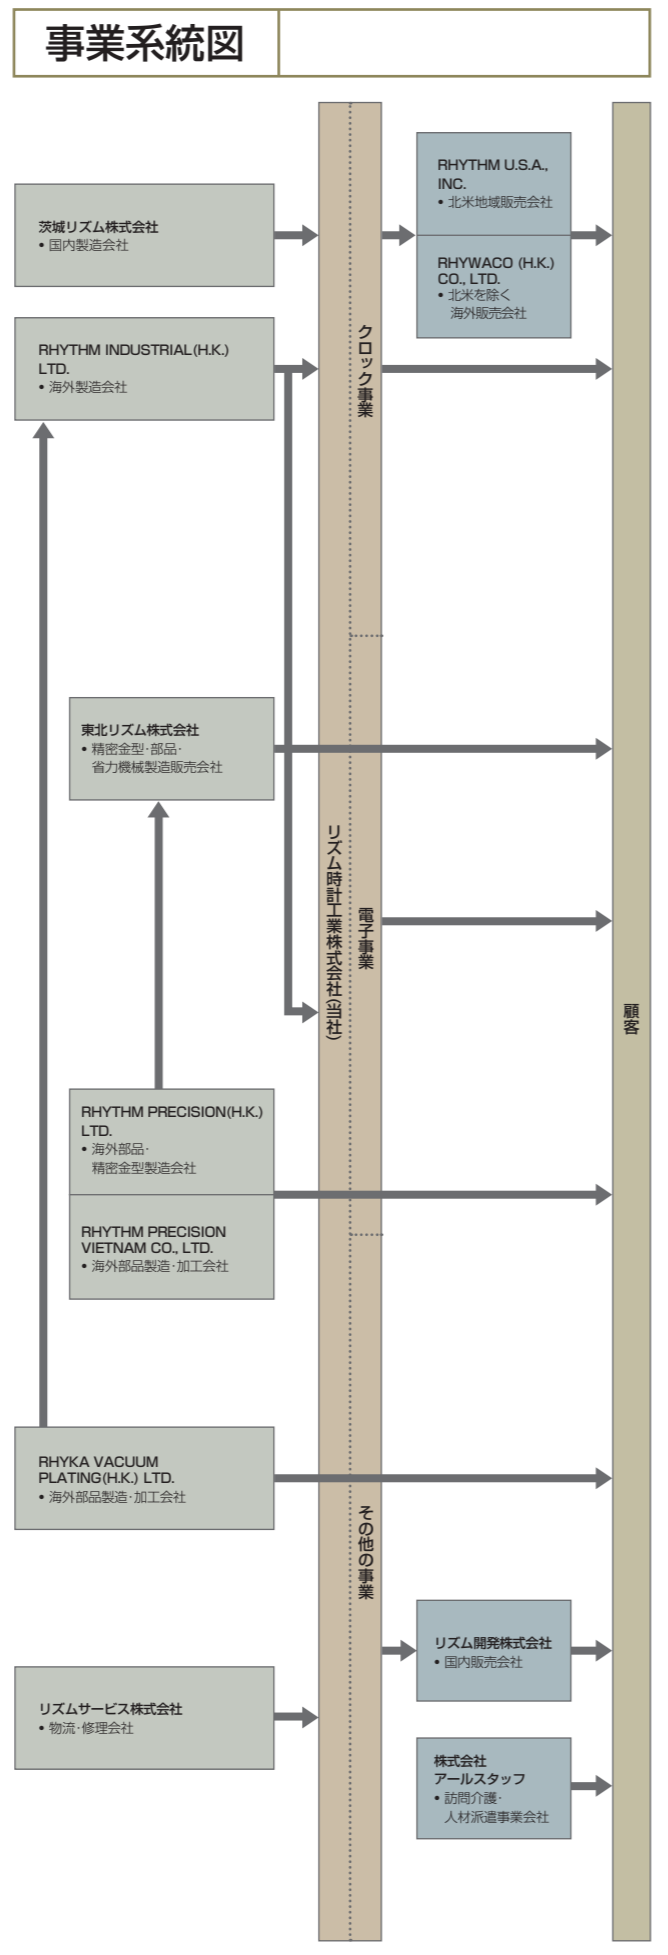 事業系統図
茨城リズム株式会社
• 国内製造会社
RHYTHM INDUSTRIAL(H.K.)
LTD.
• 海外製造会社
東北リズム株式会社
• 精密金型・部品・
省力機械製造販売会社
RHYTHM PRECISION(H.K.)
LTD.
• 海外部品・
精密金型製造会社
RHYTHM PRECISION
VIETNAM CO., LTD.
• 海外部品製造・加工会社
RHYKA VACUUM
PLATING(H.K.) LTD.
• 海外部品製造・加工会社
リズムサービス株式会社
• 物流・修理会社
リズム時計工業株式会社(当社)
クロック事業
電子事業
その他の事業
RHYTHM U.S.A.,
INC.
• 北米地域販売会社
RHYWACO (H.K.)
CO., LTD.
• 北米を除く
海外販売会社
リズム開発株式会社
• 国内販売会社
株式会社
アールスタッフ
• 訪問介護・
人材派遣事業会社
顧客